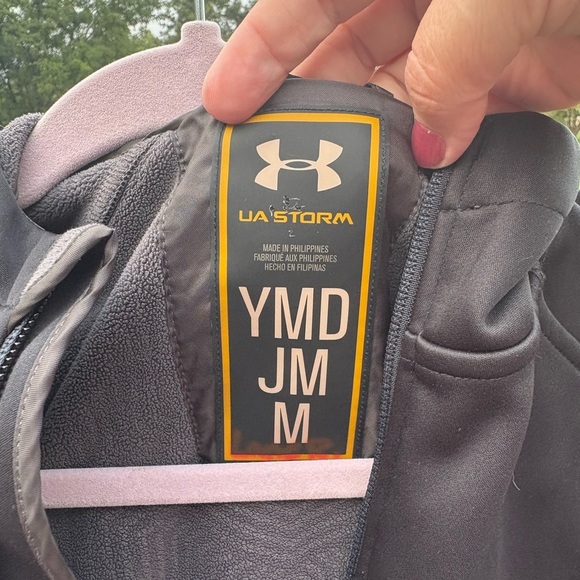 UA STORM
MADE IN PHILIPPINES
FABRIQUÉ AUX PHILIPPINES
HECHO EN FILIPINAS
YMD
JM
M